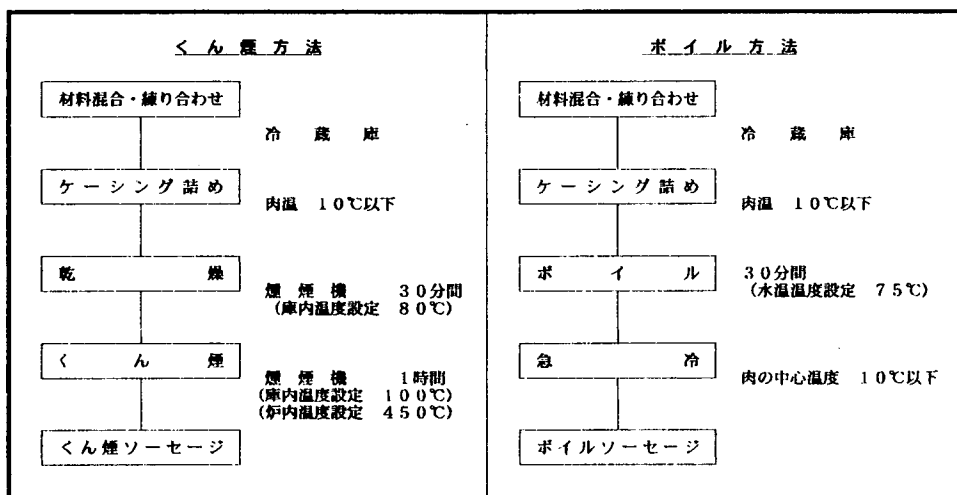 くん煙方法
材料混合・練り合わせ
冷蔵庫
ケーシング詰め
肉温 10℃以下
乾燥
燻煙機 30分間
(庫内温度設定 80℃)
くん煙
燻煙機 1時間
(庫内温度設定 100℃)
(炉内温度設定 450℃)
くん煙ソーセージ
ボイル方法
材料混合・練り合わせ
冷蔵庫
ケーシング詰め
肉温 10℃以下
ボイル
30分間
(水温温度設定 75℃)
急冷
肉の中心温度 10℃以下
ボイルソーセージ